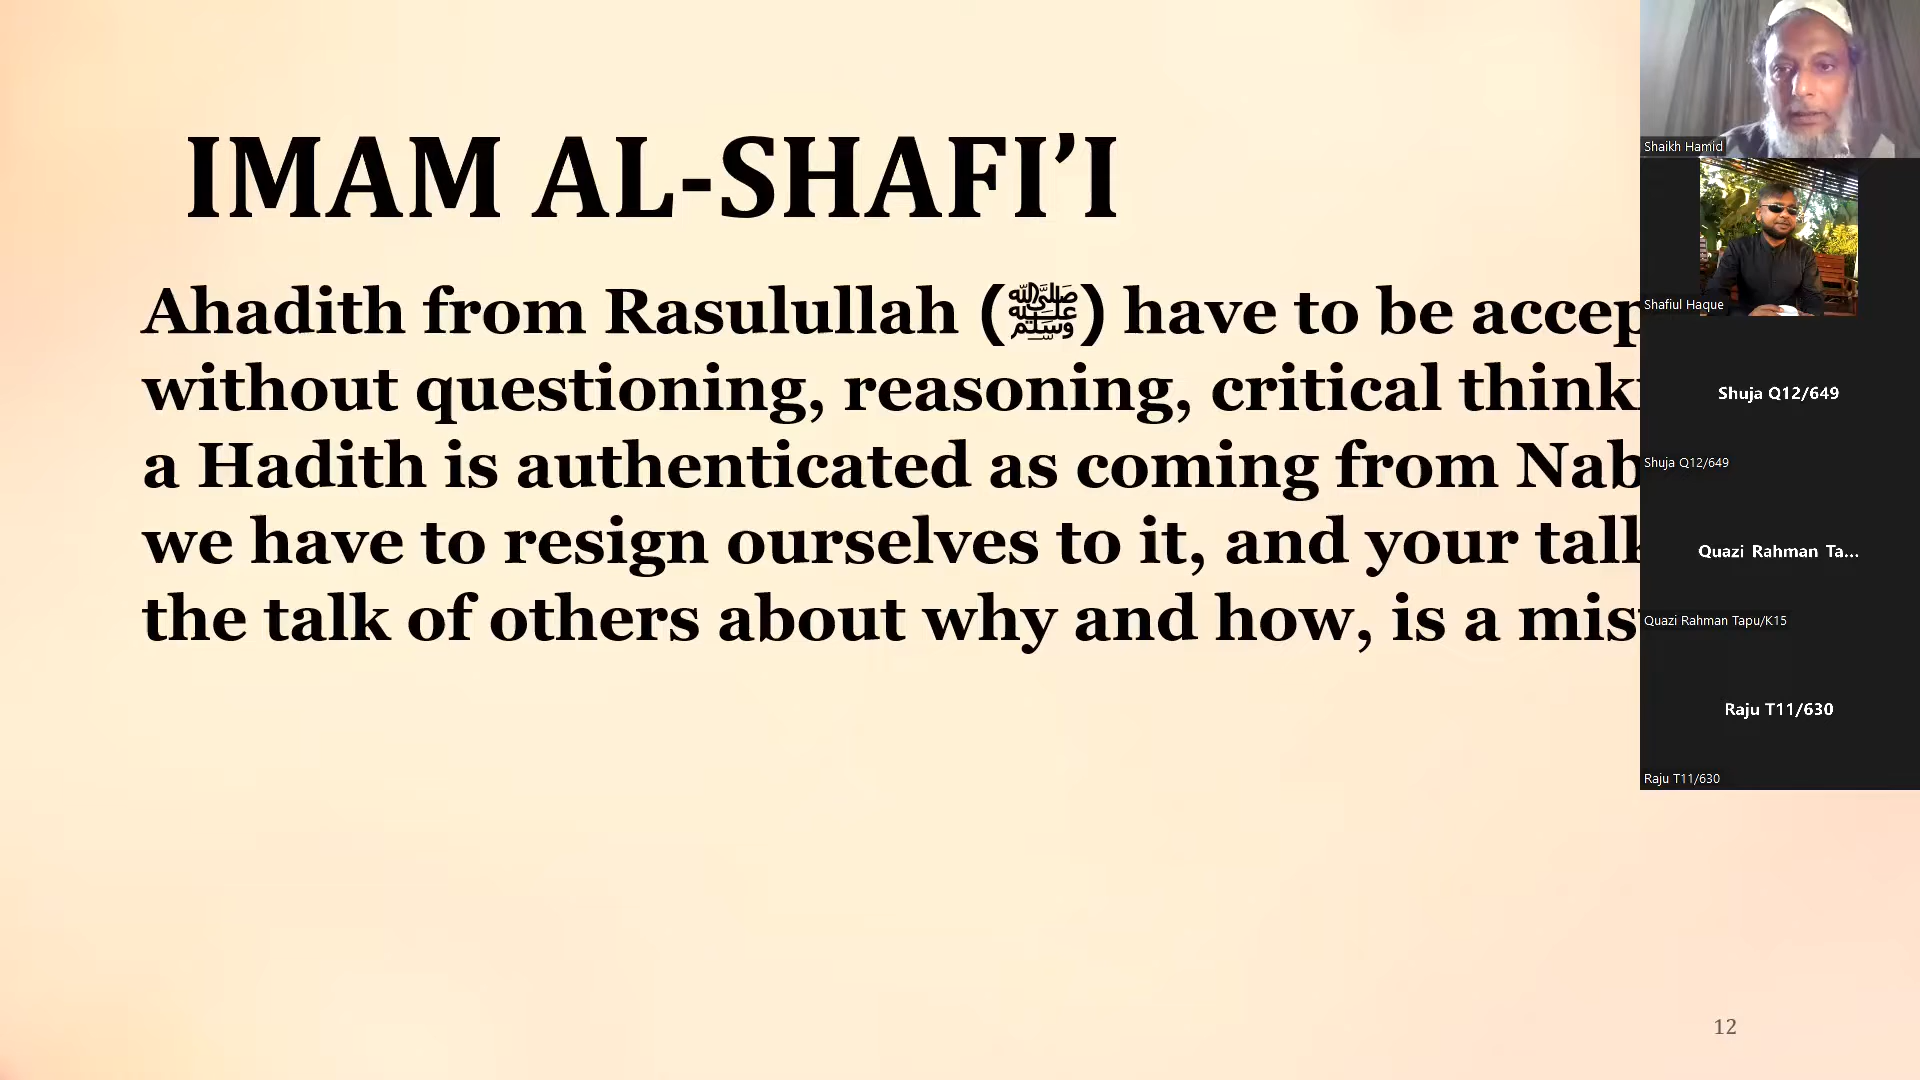 IMAM AL-SHAFI’I
Ahadith from Rasulullah (ﷺ) have to be accep
without questioning, reasoning, critical think
a Hadith is authenticated as coming from Nab
we have to resign ourselves to it, and your talk
the talk of others about why and how, is a mis
12
Shaikh Hamid
Shafiul Haque
Shuja Q12/649
Shuja Q12/649
Quazi Rahman Ta...
Quazi Rahman Tapu/K15
Raju T11/630
Raju T11/630